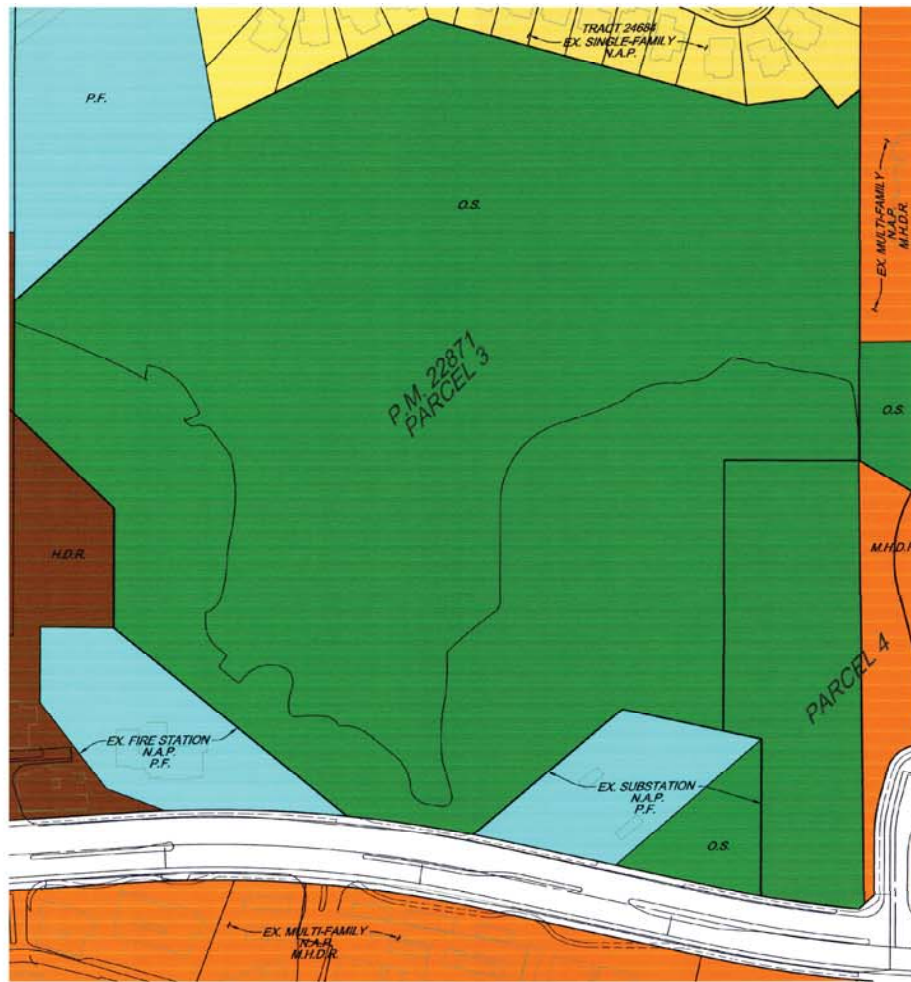 TRACT 24684
EX. SINGLE-FAMILY
N.A.P.
P.F.
O.S.
EX. MULTI-FAMILY
N.A.P.
M.H.D.R.
P.M. 22871
PARCEL 3
O.S.
H.D.R.
M.H.D.R
PARCEL 4
EX. FIRE STATION
N.A.P.
P.F.
EX. SUBSTATION
N.A.P.
P.F.
O.S.
EX. MULTI-FAMILY
N.A.P.
M.H.D.R.